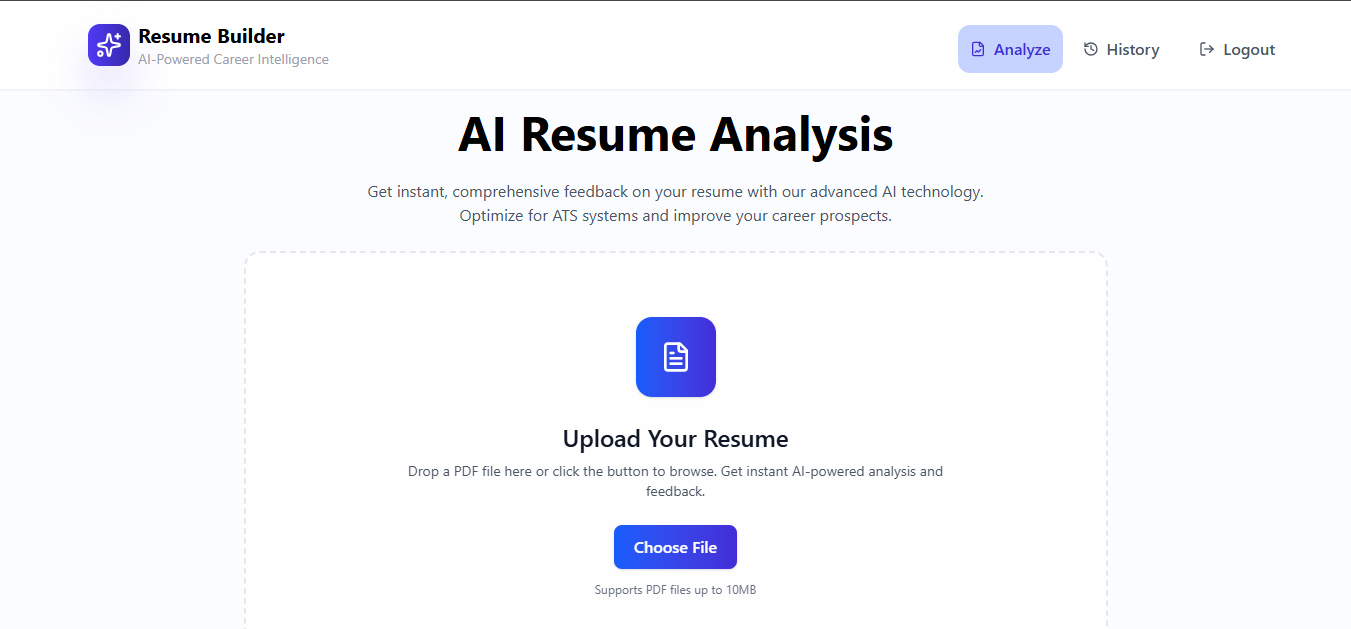 Resume Builder
AI-Powered Career Intelligence
Analyze
History
Logout
AI Resume Analysis
Get instant, comprehensive feedback on your resume with our advanced AI technology.
Optimize for ATS systems and improve your career prospects.
Upload Your Resume
Drop a PDF file here or click the button to browse. Get instant AI-powered analysis and
feedback.
Choose File
Supports PDF files up to 10MB